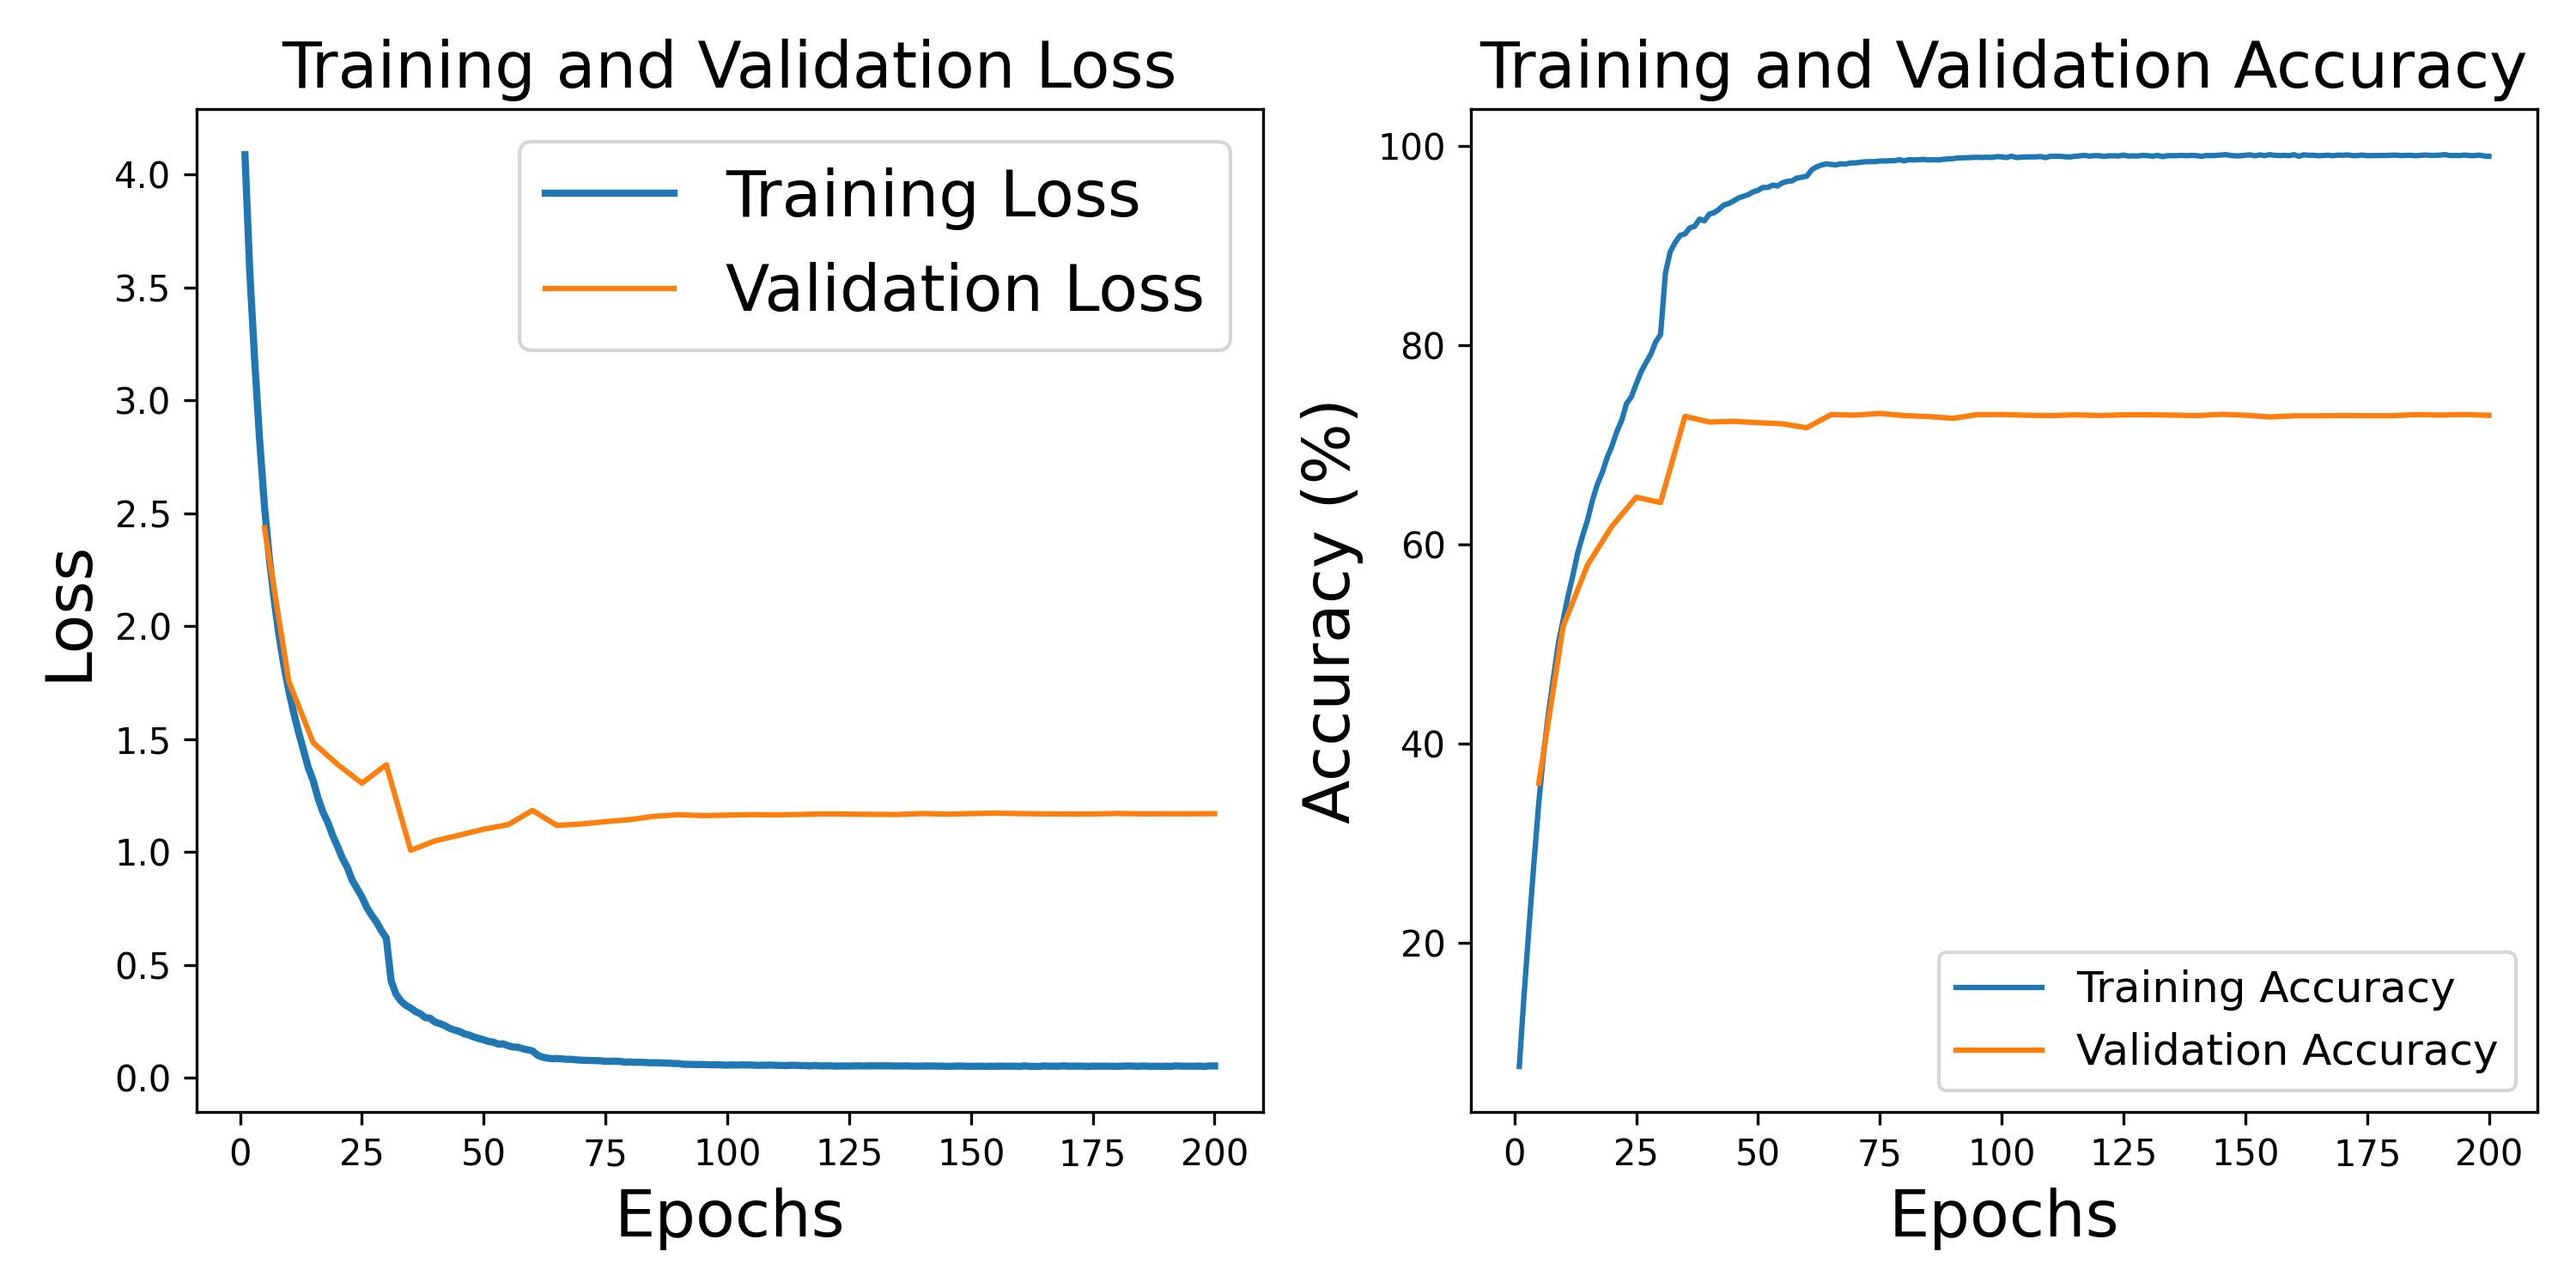 Training and Validation Loss
Loss
4.0
3.5
3.0
2.5
2.0
1.5
1.0
0.5
0.0
Training Loss
Validation Loss
0 25 50 75 100 125 150 175 200
Epochs
Training and Validation Accuracy
Accuracy (%)
100
80
60
40
20
Training Accuracy
Validation Accuracy
0 25 50 75 100 125 150 175 200
Epochs